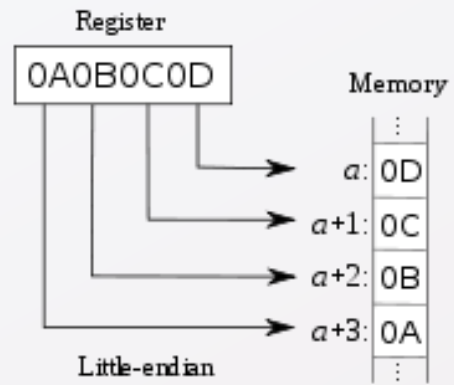 Register
0A0B0C0D
Memory
⋮
a: 0D
a+1: 0C
a+2: 0B
a+3: 0A
⋮
Little-endian